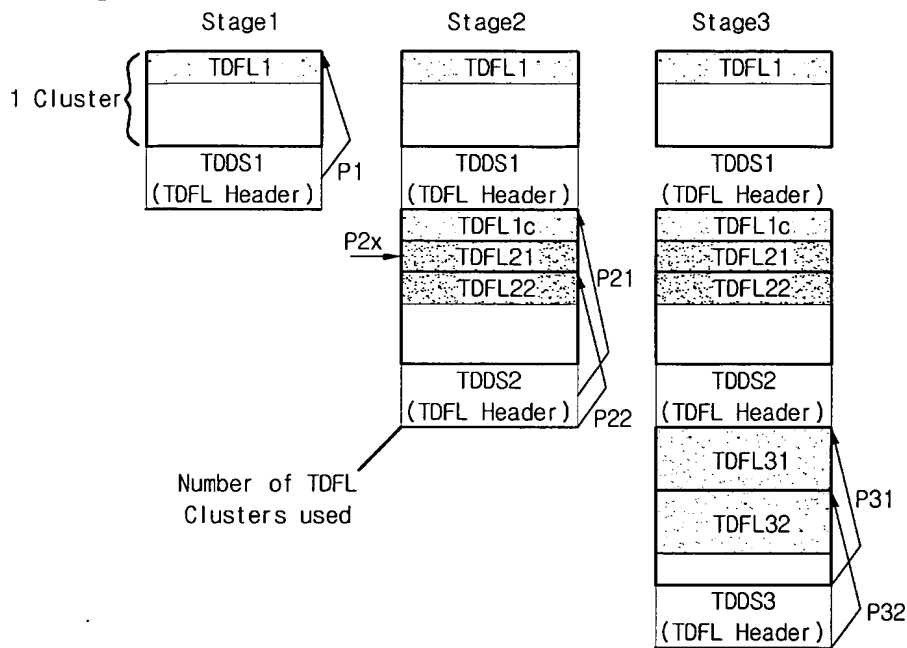 Stage1
Stage2
Stage3
1 Cluster
TDFL1
TDDS1
(TDFL Header)
P1
TDFL1
TDDS1
(TDFL Header)
P2x
TDFL1c
TDFL21
TDFL22
P21
TDDS2
(TDFL Header)
P22
Number of TDFL
Clusters used
TDFL1
TDDS1
(TDFL Header)
TDFL1c
TDFL21
TDFL22
TDDS2
(TDFL Header)
TDFL31
TDFL32
P31
TDDS3
(TDFL Header)
P32